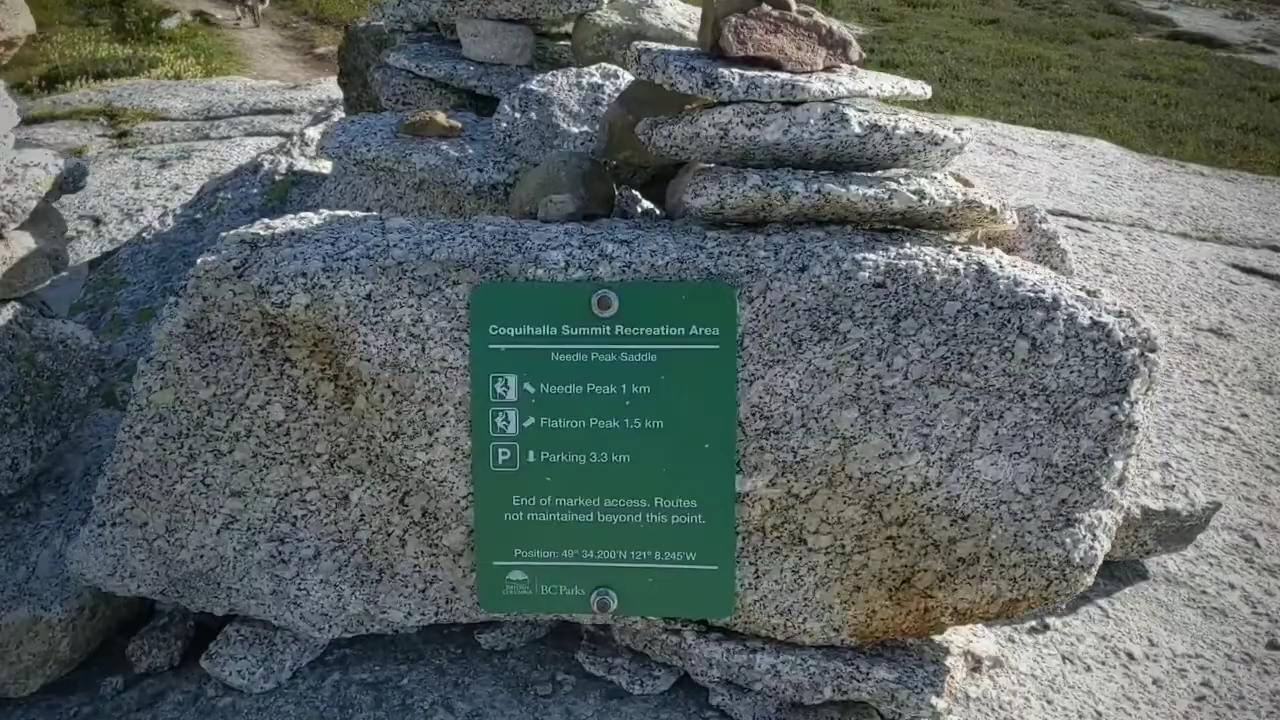 Coquihalla Summit Recreation Area
Needle Peak Saddle
Needle Peak 1 km
Flatiron Peak 1.5 km
P Parking 3.3 km
End of marked access. Routes
not maintained beyond this point.
Position: 49° 34.200'N 121° 8.245'W
BRITISH
COLUMBIA
BC Parks